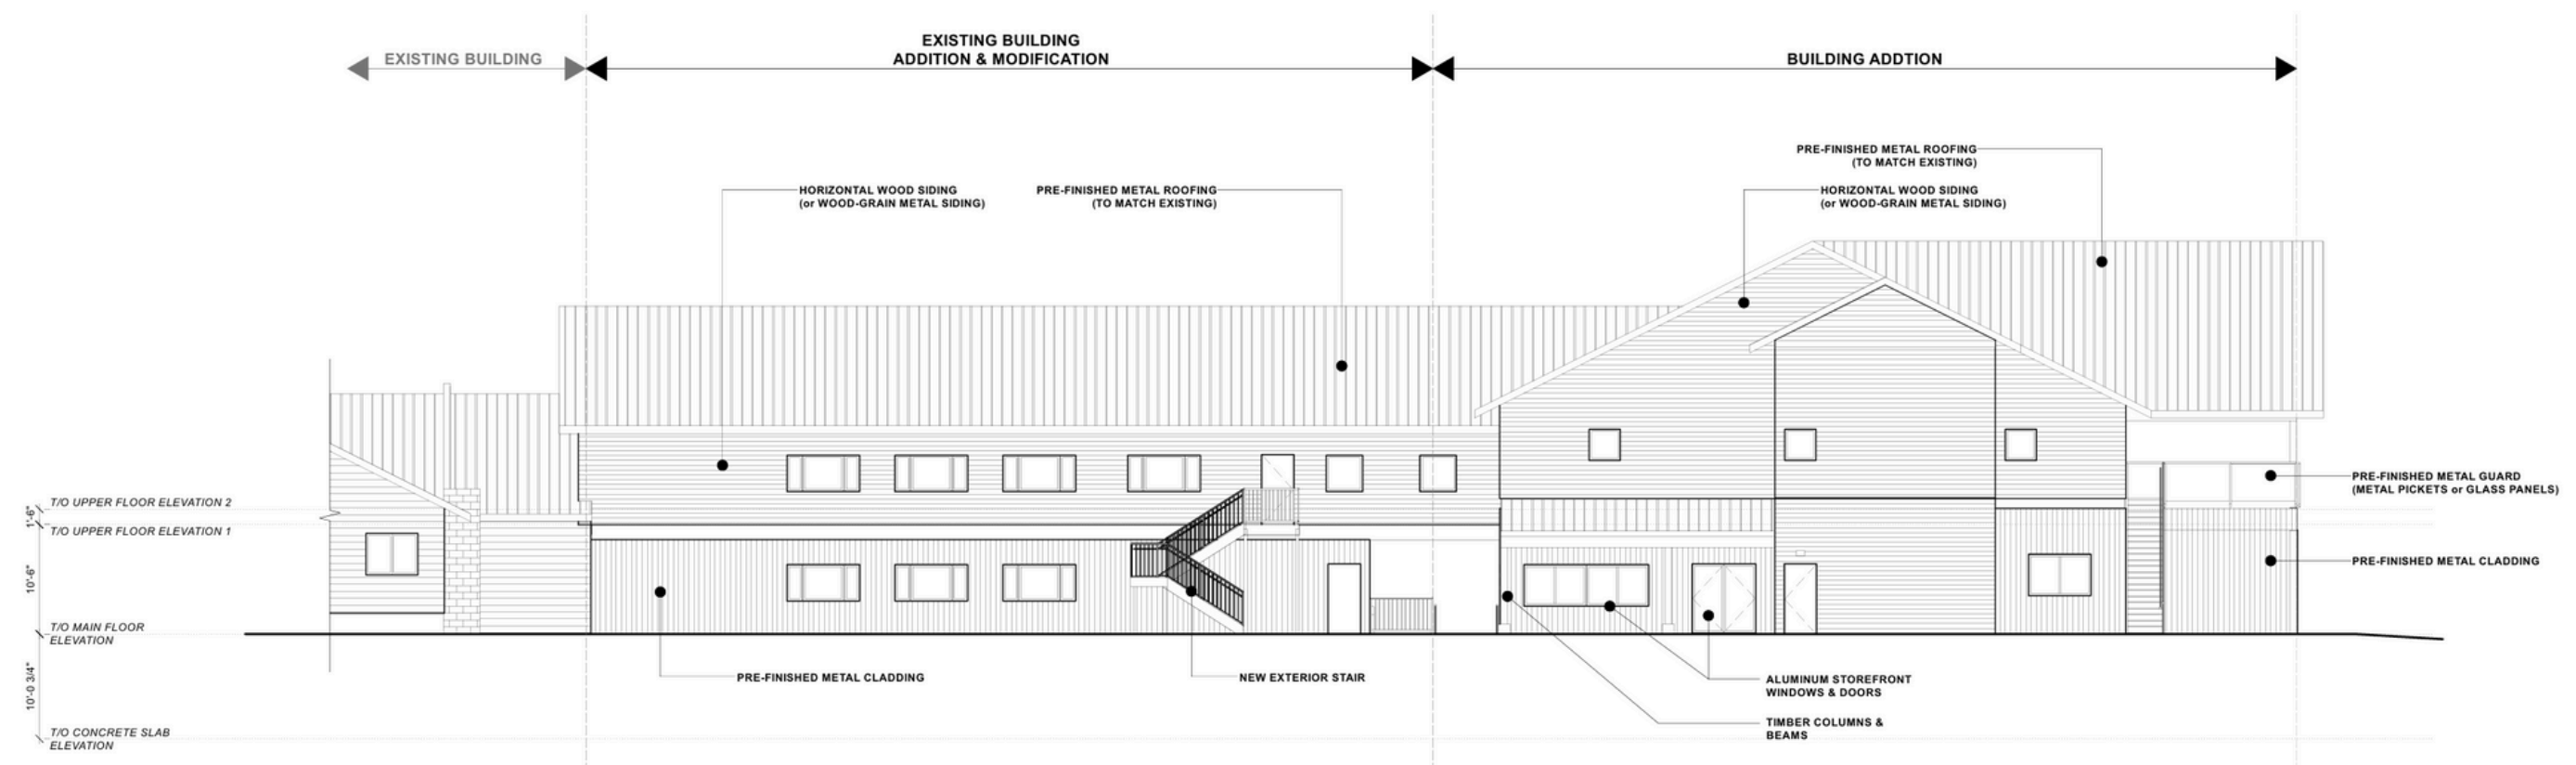 EXISTING BUILDING
EXISTING BUILDING
ADDITION & MODIFICATION
BUILDING ADDTION
PRE-FINISHED METAL ROOFING
(TO MATCH EXISTING)
HORIZONTAL WOOD SIDING
(or WOOD-GRAIN METAL SIDING)
PRE-FINISHED METAL ROOFING
(TO MATCH EXISTING)
HORIZONTAL WOOD SIDING
(or WOOD-GRAIN METAL SIDING)
PRE-FINISHED METAL GUARD
(METAL PICKETS or GLASS PANELS)
T/O UPPER FLOOR ELEVATION 2
1'-6"
T/O UPPER FLOOR ELEVATION 1
10'-6"
PRE-FINISHED METAL CLADDING
T/O MAIN FLOOR
ELEVATION
10'-0 3/4"
PRE-FINISHED METAL CLADDING
NEW EXTERIOR STAIR
ALUMINUM STOREFRONT
WINDOWS & DOORS
TIMBER COLUMNS &
BEAMS
T/O CONCRETE SLAB
ELEVATION